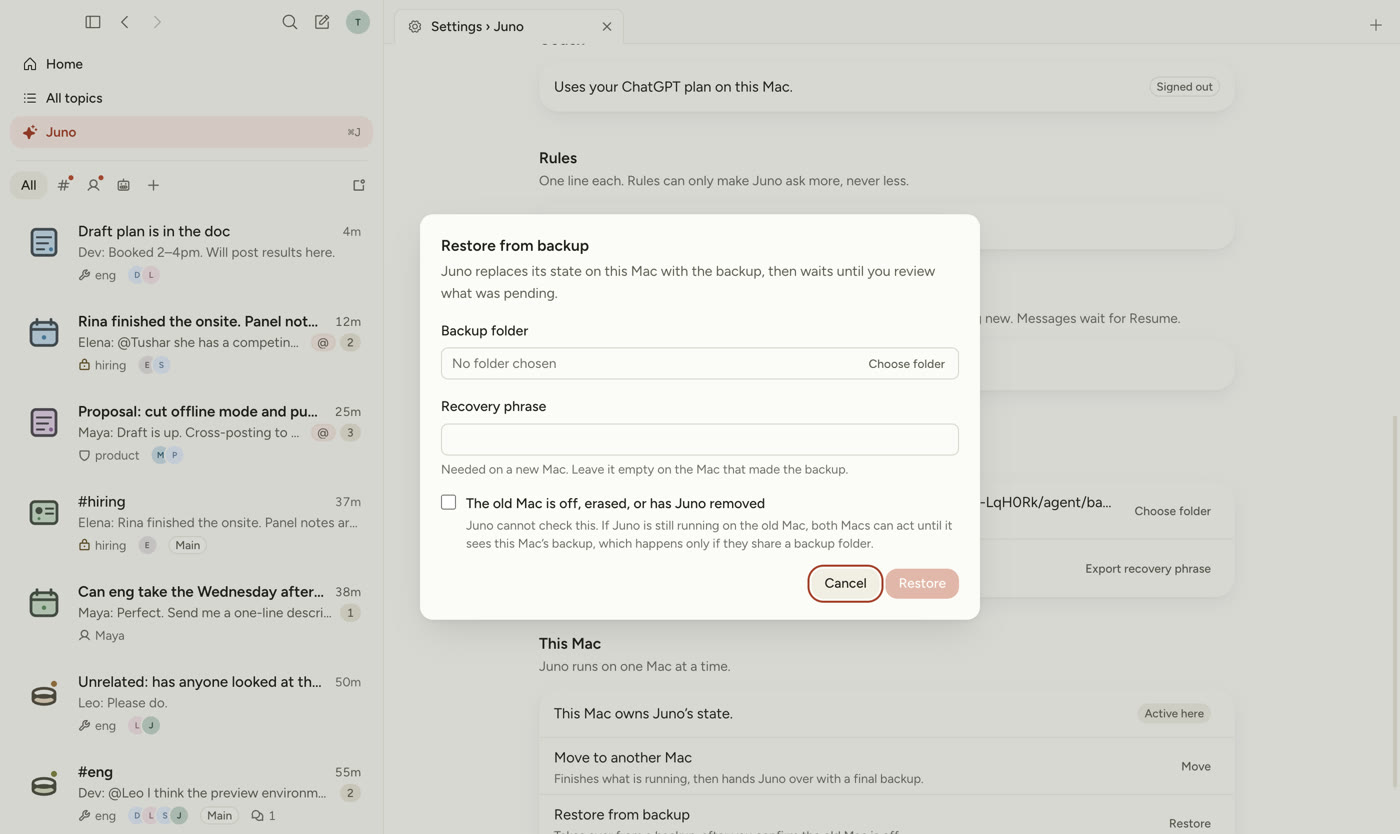 T
Settings › Juno
Home
All topics
Juno
⌘J
All
Draft plan is in the doc
4m
Dev: Booked 2–4pm. Will post results here.
eng
D L
Rina finished the onsite. Panel not...
12m
Elena: @Tushar she has a competin...
@ 2
hiring
E S
Proposal: cut offline mode and pu...
25m
Maya: Draft is up. Cross-posting to ...
@ 3
product
M P
#hiring
37m
Elena: Rina finished the onsite. Panel notes ar...
hiring
E
Main
Can eng take the Wednesday after...
38m
Maya: Perfect. Send me a one-line descri...
1
Maya
Unrelated: has anyone looked at th...
50m
Leo: Please do.
eng
L J
#eng
55m
Dev: @Leo I think the preview environm...
2
eng
D L S J
Main
1
Uses your ChatGPT plan on this Mac.
Signed out
Rules
One line each. Rules can only make Juno ask more, never less.
new. Messages wait for Resume.
-LqH0Rk/agent/ba...
Choose folder
Export recovery phrase
Restore from backup
Juno replaces its state on this Mac with the backup, then waits until you review
what was pending.
Backup folder
No folder chosen
Choose folder
Recovery phrase
Needed on a new Mac. Leave it empty on the Mac that made the backup.
The old Mac is off, erased, or has Juno removed
Juno cannot check this. If Juno is still running on the old Mac, both Macs can act until it
sees this Mac's backup, which happens only if they share a backup folder.
Cancel
Restore
This Mac
Juno runs on one Mac at a time.
This Mac owns Juno's state.
Active here
Move to another Mac
Finishes what is running, then hands Juno over with a final backup.
Move
Restore from backup
Restore